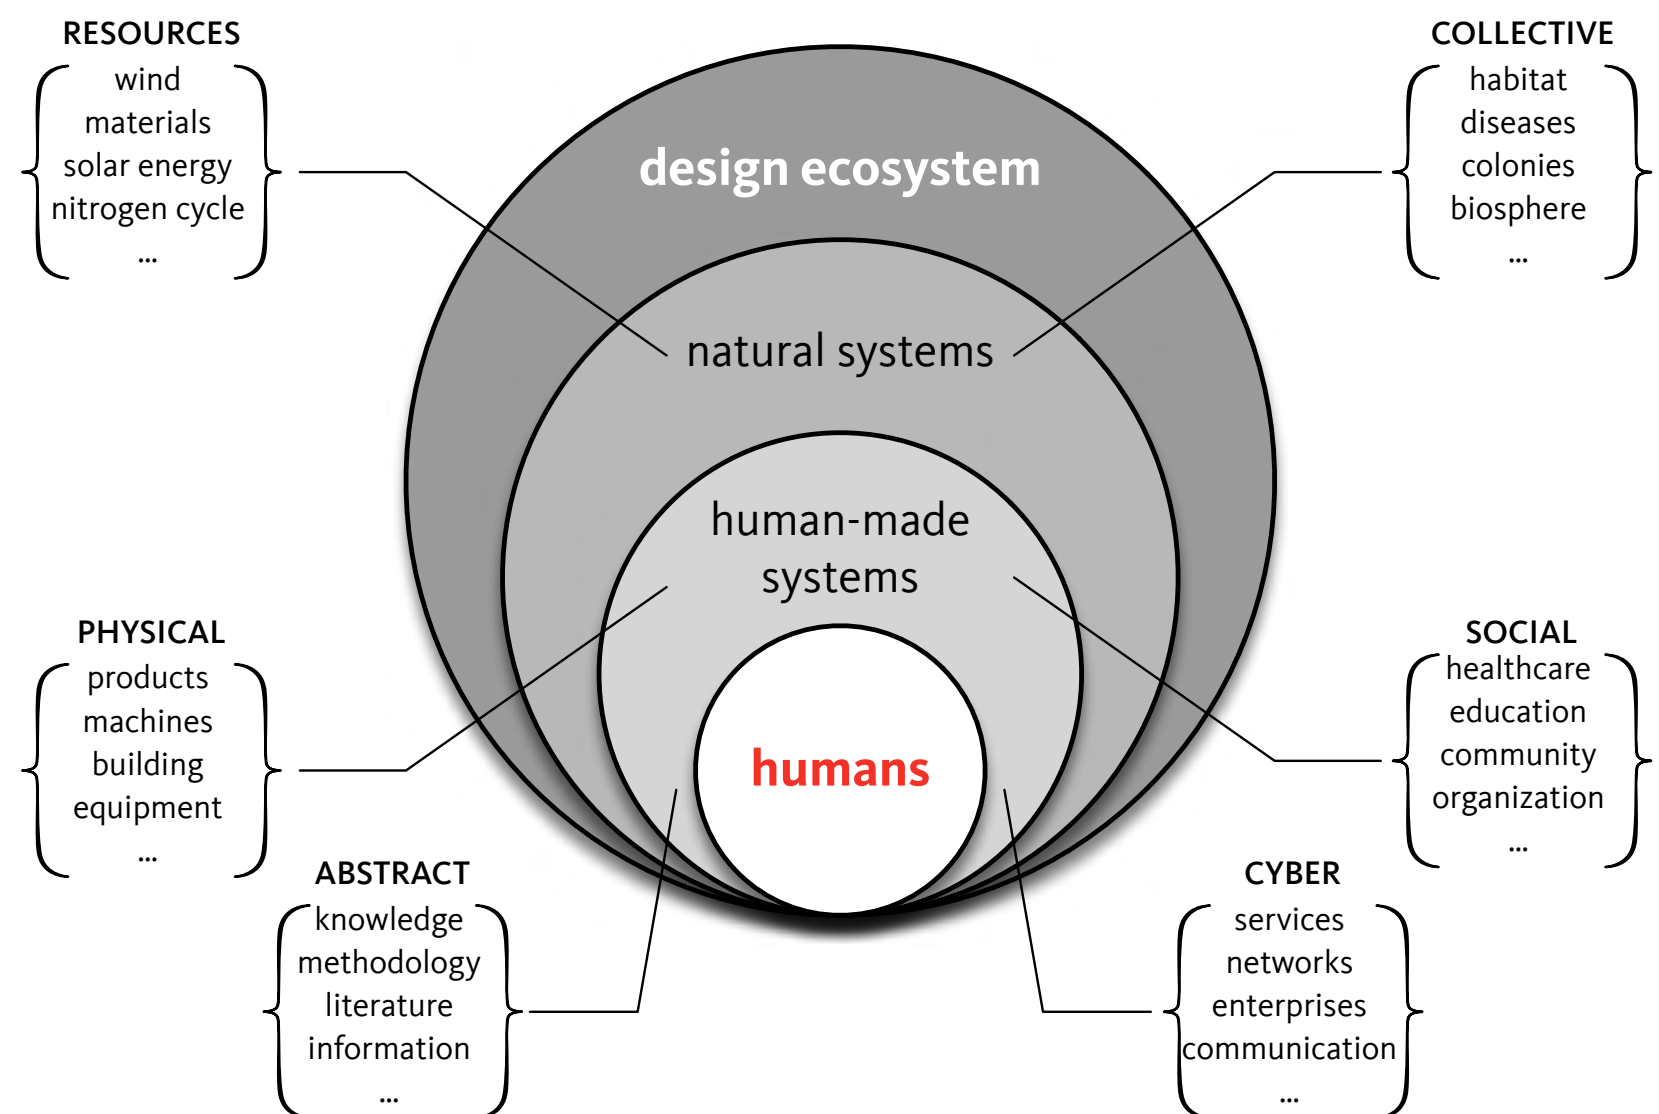 RESOURCES
wind
materials
solar energy
nitrogen cycle
...
COLLECTIVE
habitat
diseases
colonies
biosphere
...
design ecosystem
natural systems
human-made
systems
humans
PHYSICAL
products
machines
building
equipment
...
SOCIAL
healthcare
education
community
organization
...
ABSTRACT
knowledge
methodology
literature
information
...
CYBER
services
networks
enterprises
communication
...